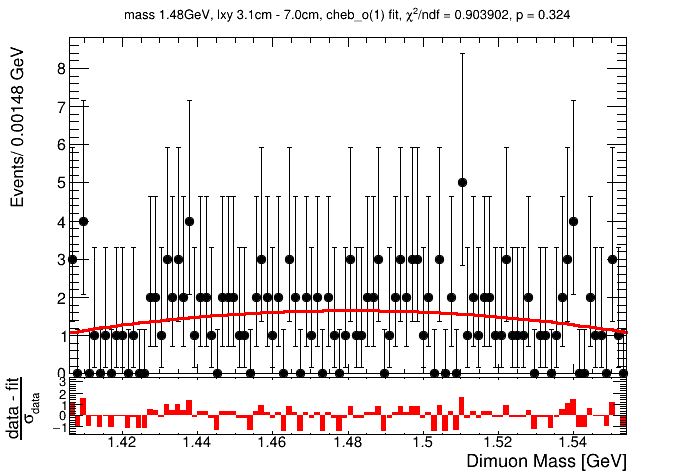 mass 1.48GeV, lxy 3.1cm - 7.0cm, cheb_o(1) fit, χ²/ndf = 0.903902, p = 0.324
Events/ 0.00148 GeV
8
7
6
5
4
3
2
1
0
data - fit
σdata
3
2
1
0
−1
1.42 1.44 1.46 1.48 1.5 1.52 1.54
Dimuon Mass [GeV]